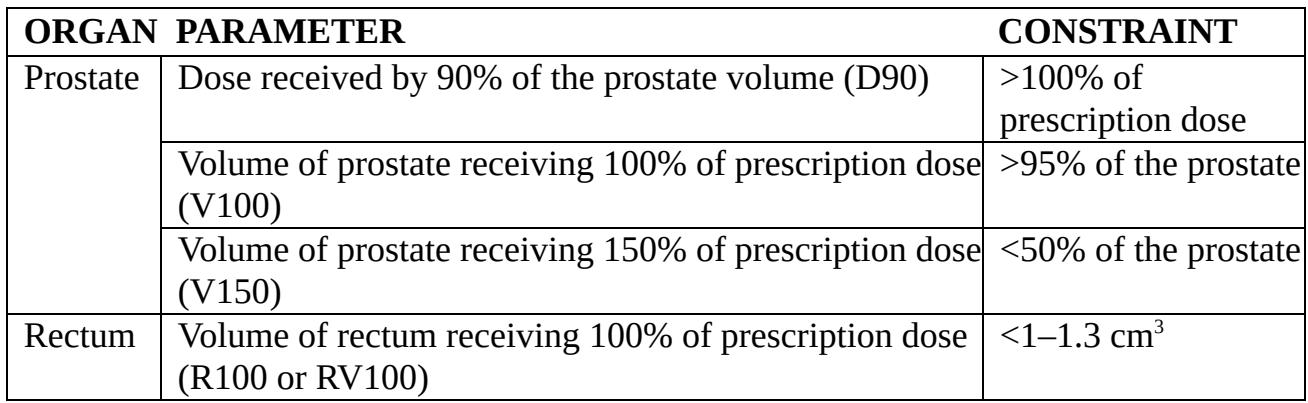 ORGAN PARAMETER CONSTRAINT
Prostate Dose received by 90% of the prostate volume (D90) >100% of
prescription dose
Volume of prostate receiving 100% of prescription dose >95% of the prostate
(V100)
Volume of prostate receiving 150% of prescription dose <50% of the prostate
(V150)
Rectum Volume of rectum receiving 100% of prescription dose <1–1.3 cm³
(R100 or RV100)